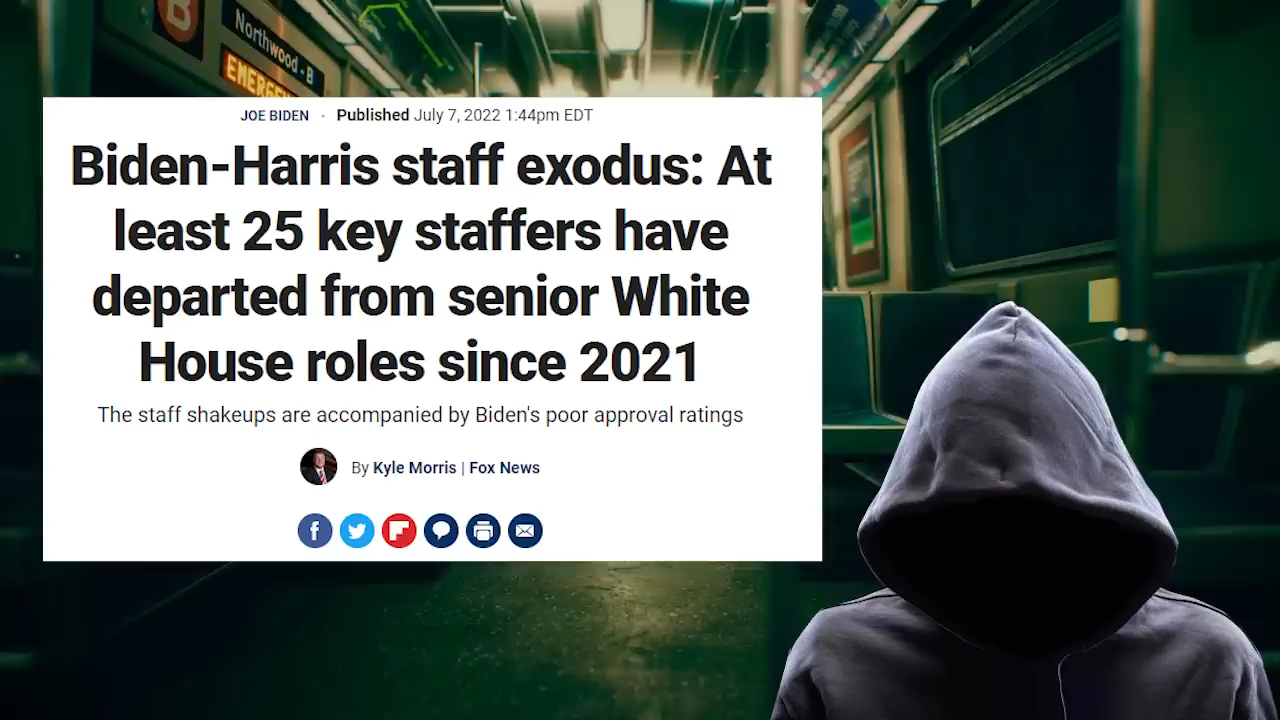 B
Northwood - B
JOE BIDEN · Published July 7, 2022 1:44pm EDT
Biden-Harris staff exodus: At
least 25 key staffers have
departed from senior White
House roles since 2021
The staff shakeups are accompanied by Biden's poor approval ratings
By Kyle Morris | Fox News